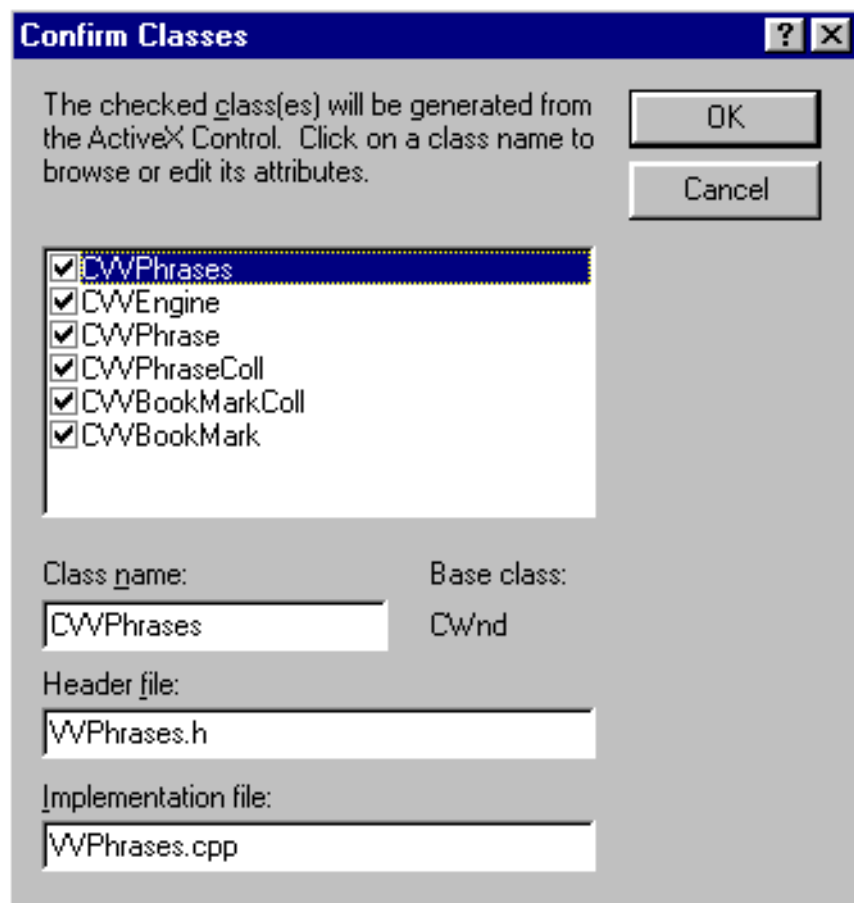 Confirm Classes
The checked class(es) will be generated from
the ActiveX Control. Click on a class name to
browse or edit its attributes.
OK
Cancel
CVVPhrases
CVVEngine
CVVPhrase
CVVPhraseColl
CVVBookMarkColl
CVVBookMark
Class name:
Base class:
CVVPhrases
CWnd
Header file:
VVPhrases.h
Implementation file:
VVPhrases.cpp